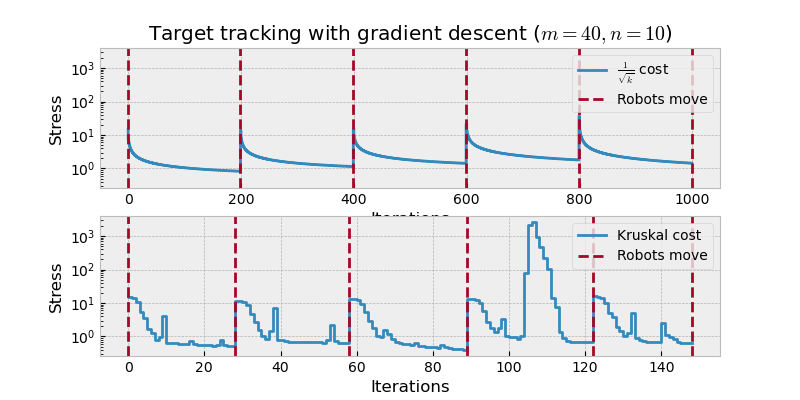 Target tracking with gradient descent (m = 40, n = 10)
10³
10²
10¹
10⁰
Stress
1/√k cost
Robots move
0 200 400 600 800 1000
Iterations
10³
10²
10¹
10⁰
Stress
Kruskal cost
Robots move
0 20 40 60 80 100 120 140
Iterations